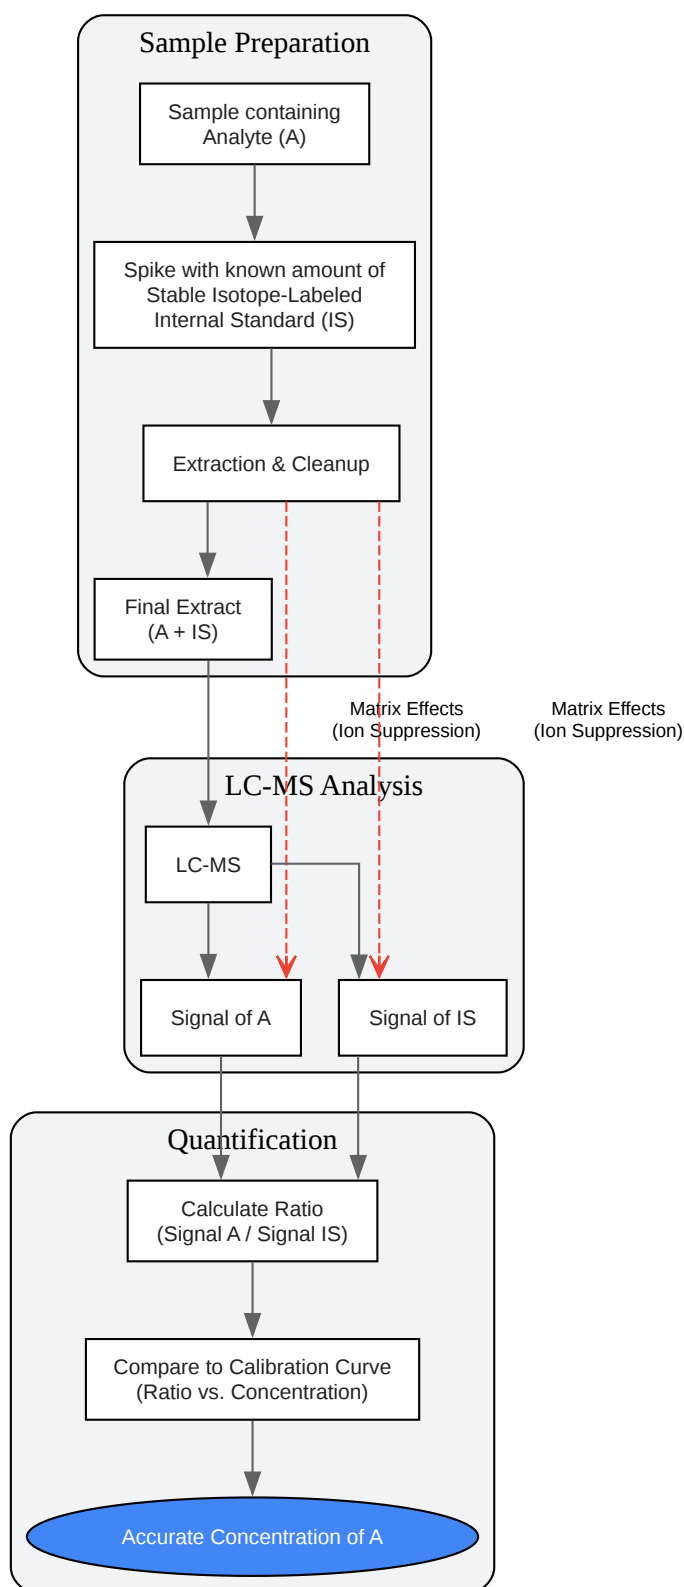 Sample Preparation
Sample containing
Analyte (A)
Spike with known amount of
Stable Isotope-Labeled
Internal Standard (IS)
Extraction & Cleanup
Final Extract
(A + IS)
Matrix Effects
(Ion Suppression)
Matrix Effects
(Ion Suppression)
LC-MS Analysis
LC-MS
Signal of A
Signal of IS
Quantification
Calculate Ratio
(Signal A / Signal IS)
Compare to Calibration Curve
(Ratio vs. Concentration)
Accurate Concentration of A